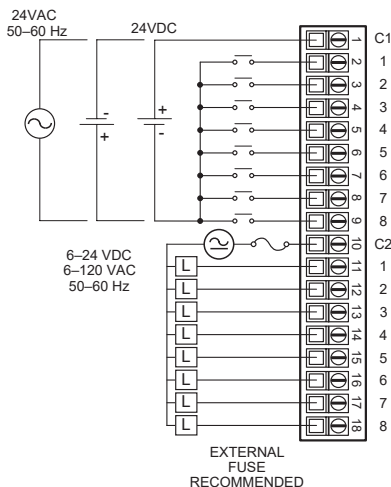 24VAC
50–60 Hz
24VDC
-
+
+
-
1 C1
2 1
3 2
4 3
5 4
6 5
7 6
8 7
9 8
10 C2
6–24 VDC
6–120 VAC
50–60 Hz
L 11 1
L 12 2
L 13 3
L 14 4
L 15 5
L 16 6
L 17 7
L 18 8
EXTERNAL
FUSE
RECOMMENDED